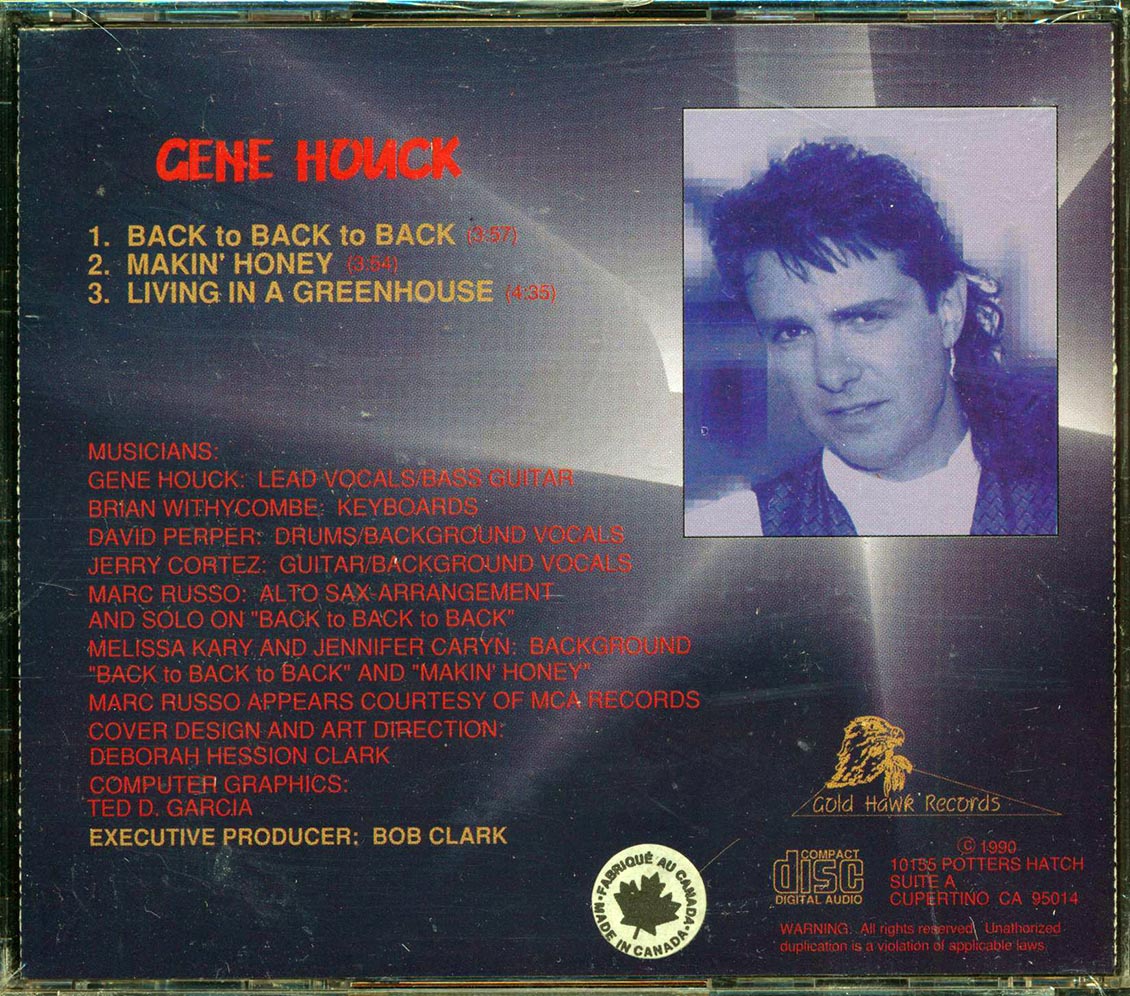 GENE HOUCK
1. BACK to BACK to BACK (3:57)
2. MAKIN' HONEY (3:54)
3. LIVING IN A GREENHOUSE (4:35)
MUSICIANS:
GENE HOUCK: LEAD VOCALS/BASS GUITAR
BRIAN WITHYCOMBE: KEYBOARDS
DAVID PERPER: DRUMS/BACKGROUND VOCALS
JERRY CORTEZ: GUITAR/BACKGROUND VOCALS
MARC RUSSO: ALTO SAX ARRANGEMENT
AND SOLO ON "BACK to BACK to BACK"
MELISSA KARY AND JENNIFER CARYN: BACKGROUND
"BACK to BACK to BACK" AND "MAKIN' HONEY"
MARC RUSSO APPEARS COURTESY OF MCA RECORDS
COVER DESIGN AND ART DIRECTION:
DEBORAH HESSION CLARK
COMPUTER GRAPHICS:
TED D. GARCIA
EXECUTIVE PRODUCER: BOB CLARK
FABRIQUÉ AU CANADA
MADE IN CANADA
Gold Hawk Records
COMPACT
disc
DIGITAL AUDIO
© 1990
10155 POTTERS HATCH
SUITE A
CUPERTINO CA 95014
WARNING: All rights reserved. Unathorized
duplication is a violation of applicable laws.